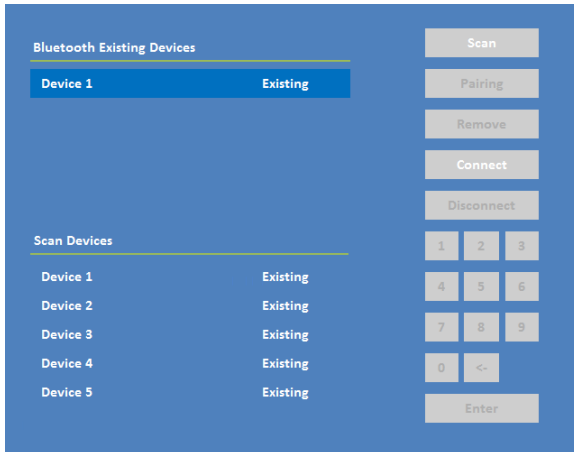 Bluetooth Existing Devices
Device 1 Existing
Scan Devices
Device 1 Existing
Device 2 Existing
Device 3 Existing
Device 4 Existing
Device 5 Existing
Scan
Pairing
Remove
Connect
Disconnect
1 2 3
4 5 6
7 8 9
0 <-
Enter